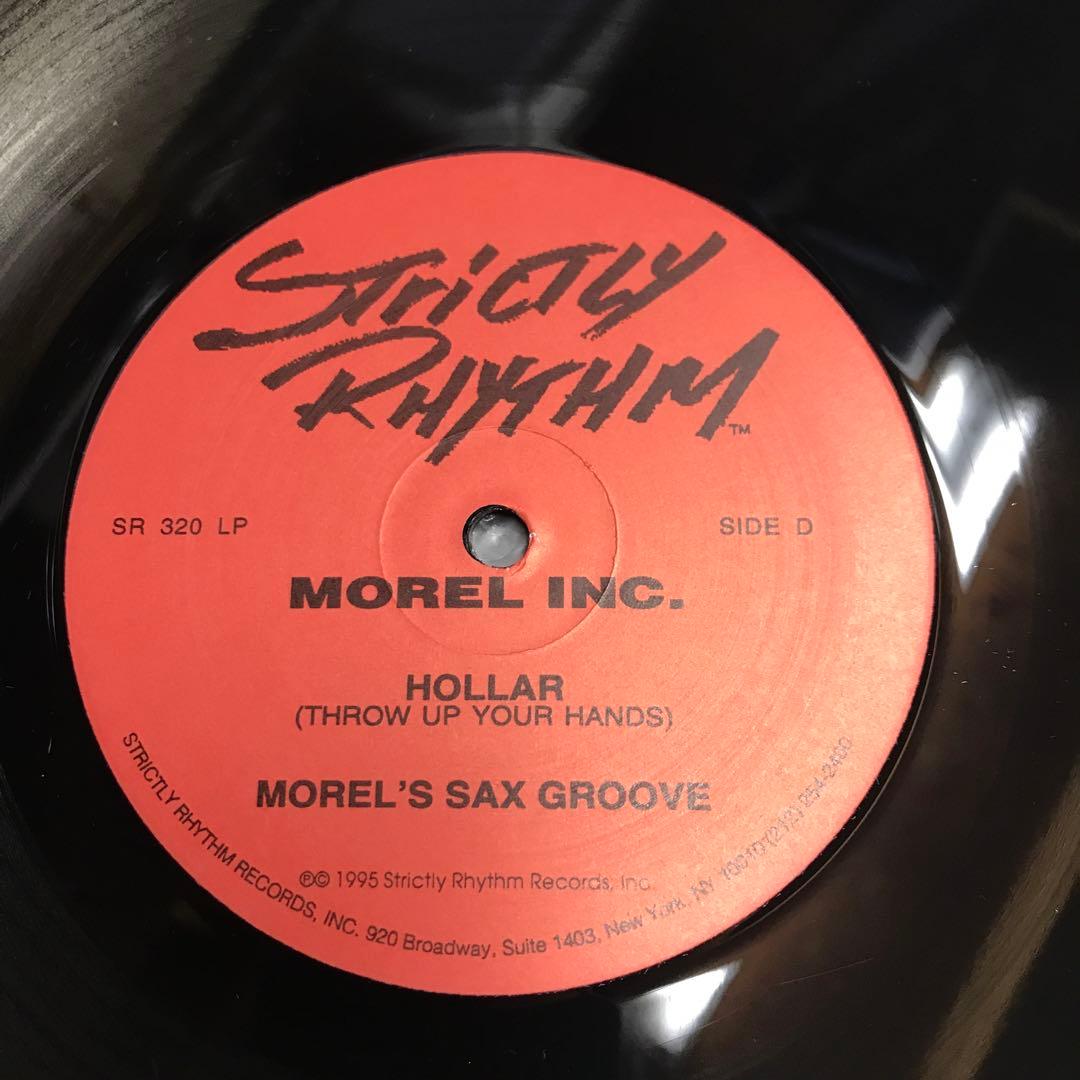 STRICTLY
RHYTHM
TM
SR 320 LP
SIDE D
MOREL INC.
HOLLAR
(THROW UP YOUR HANDS)
MOREL'S SAX GROOVE
℗© 1995 Strictly Rhythm Records, Inc.
STRICTLY RHYTHM RECORDS, INC. 920 Broadway, Suite 1403, New York, NY 10010 (212) 254-2400